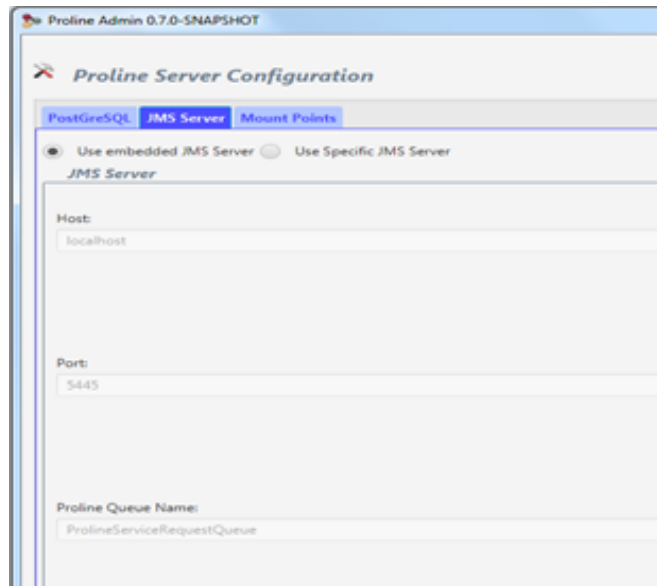 Proline Admin 0.7.0-SNAPSHOT
Proline Server Configuration
PostGreSQL JMS Server Mount Points
Use embedded JMS Server Use Specific JMS Server
JMS Server
Host:
localhost
Port:
5445
Proline Queue Name:
ProlineServiceRequestQueue